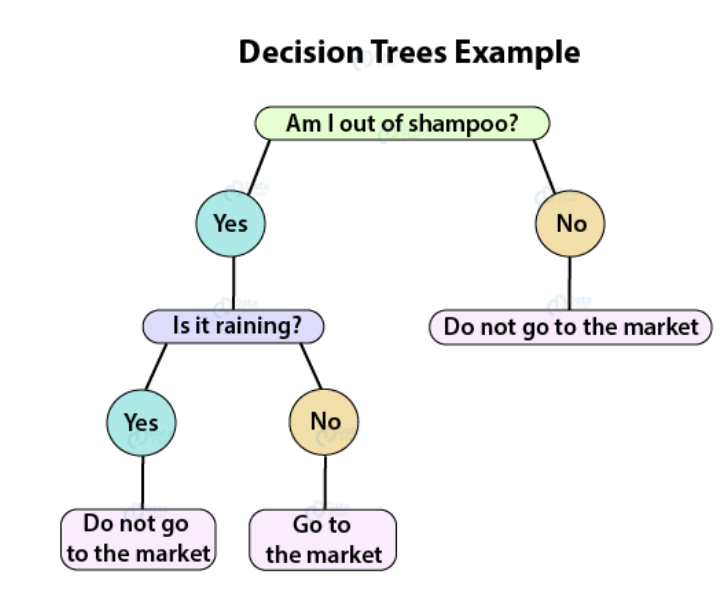 Decision Trees Example
Am I out of shampoo?
Yes
No
Is it raining?
Do not go to the market
Yes
No
Do not go
to the market
Go to
the market